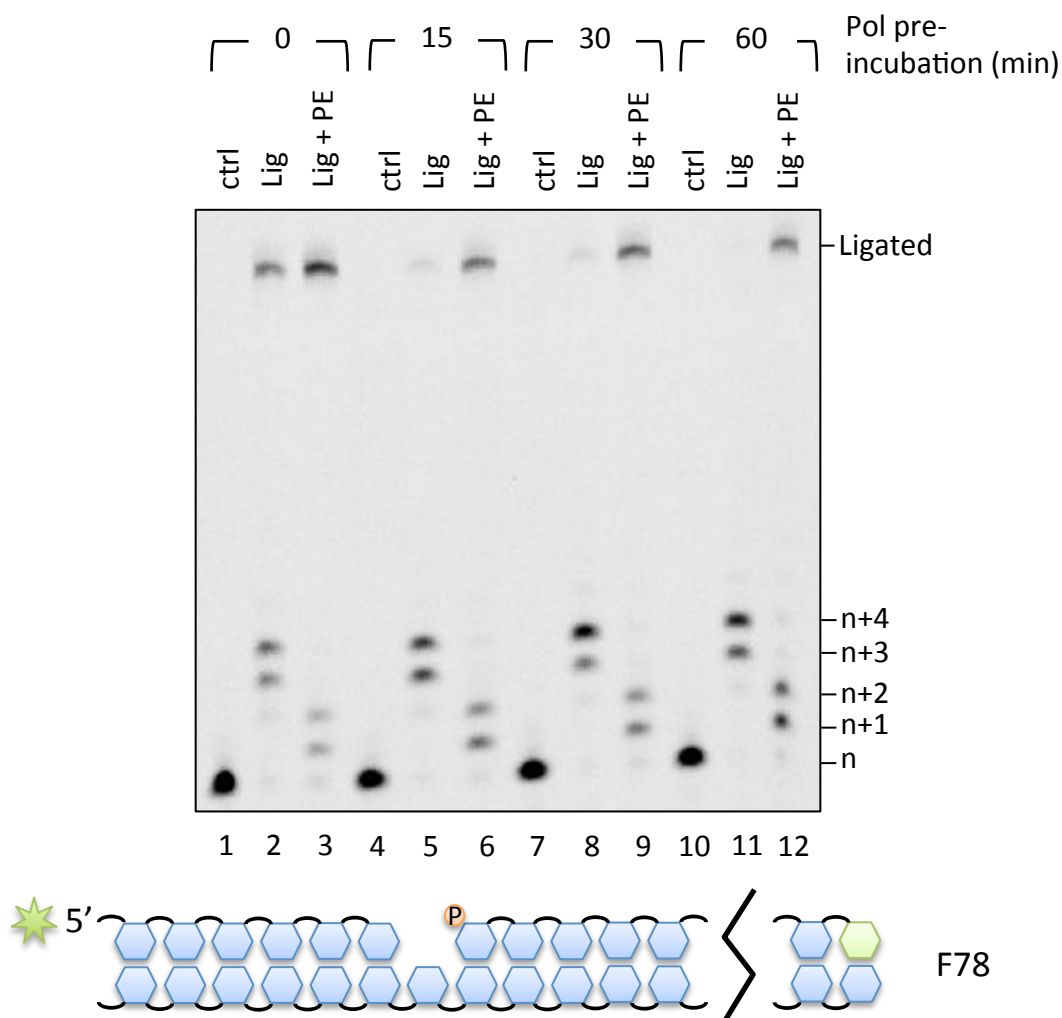 0 15 30 60 Pol pre-
incubation (min)
ctrl Lig Lig + PE ctrl Lig Lig + PE ctrl Lig Lig + PE ctrl Lig Lig + PE
Ligated
n+4
n+3
n+2
n+1
n
1 2 3 4 5 6 7 8 9 10 11 12
5’ P
F78